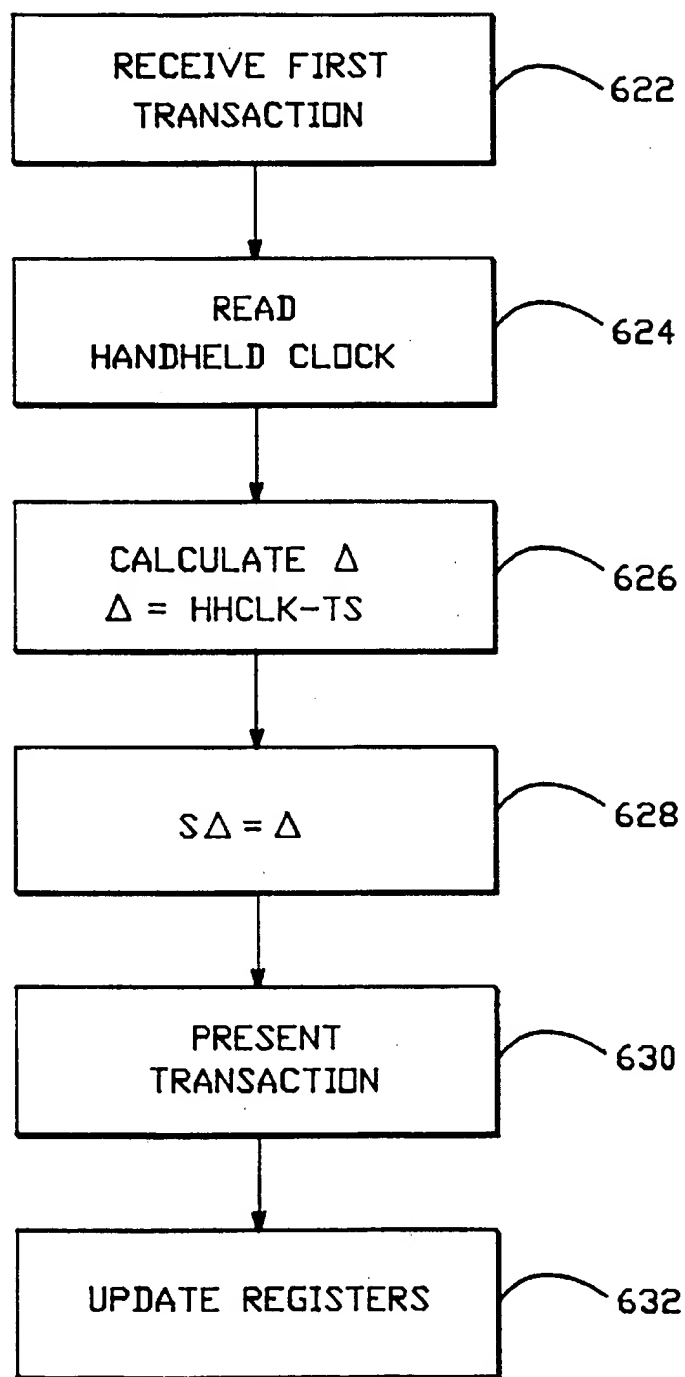 RECEIVE FIRST
TRANSACTION
622
READ
HANDHELD CLOCK
624
CALCULATE Δ
Δ = HHCLK-TS
626
SΔ = Δ
628
PRESENT
TRANSACTION
630
UPDATE REGISTERS
632